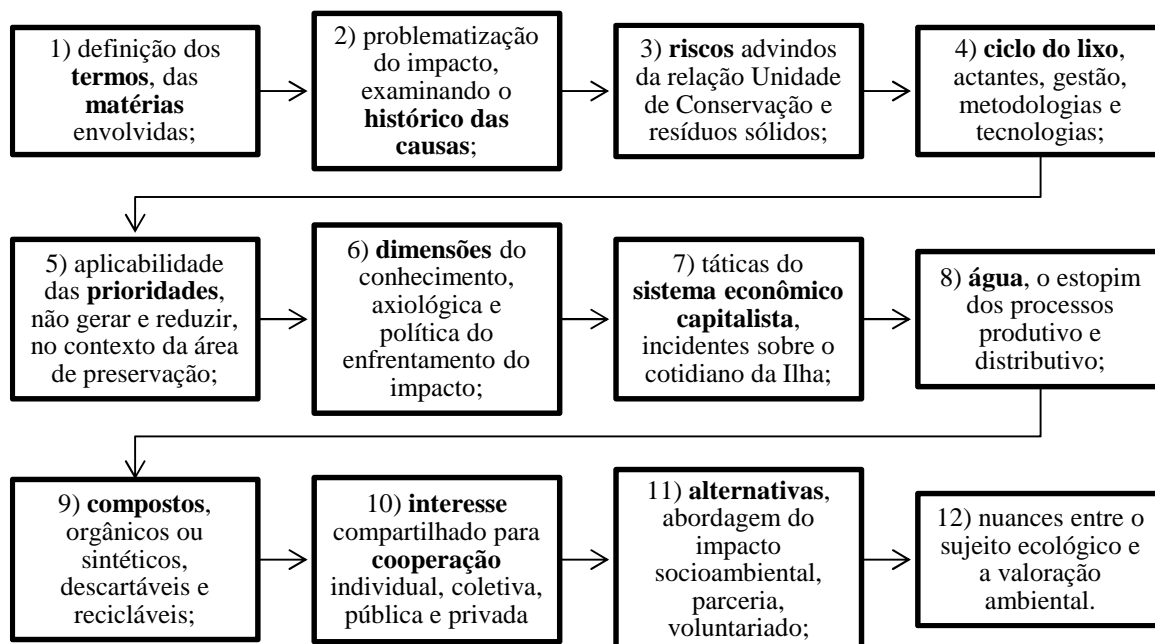 1) definição dos
termos, das
matérias
envolvidas;
2) problematização
do impacto,
examinando o
histórico das
causas;
3) riscos advindos
da relação Unidade
de Conservação e
resíduos sólidos;
4) ciclo do lixo,
actantes, gestão,
metodologias e
tecnologias;
5) aplicabilidade
das prioridades,
não gerar e reduzir,
no contexto da área
de preservação;
6) dimensões do
conhecimento,
axiológica e
política do
enfrentamento do
impacto;
7) táticas do
sistema econômico
capitalista,
incidentes sobre o
cotidiano da Ilha;
8) água, o estopim
dos processos
produtivo e
distributivo;
9) compostos,
orgânicos ou
sintéticos,
descartáveis e
recicláveis;
10) interesse
compartilhado para
cooperação
individual, coletiva,
pública e privada
11) alternativas,
abordagem do
impacto
socioambiental,
parceria,
voluntariado;
12) nuances entre o
sujeito ecológico e
a valoração
ambiental.